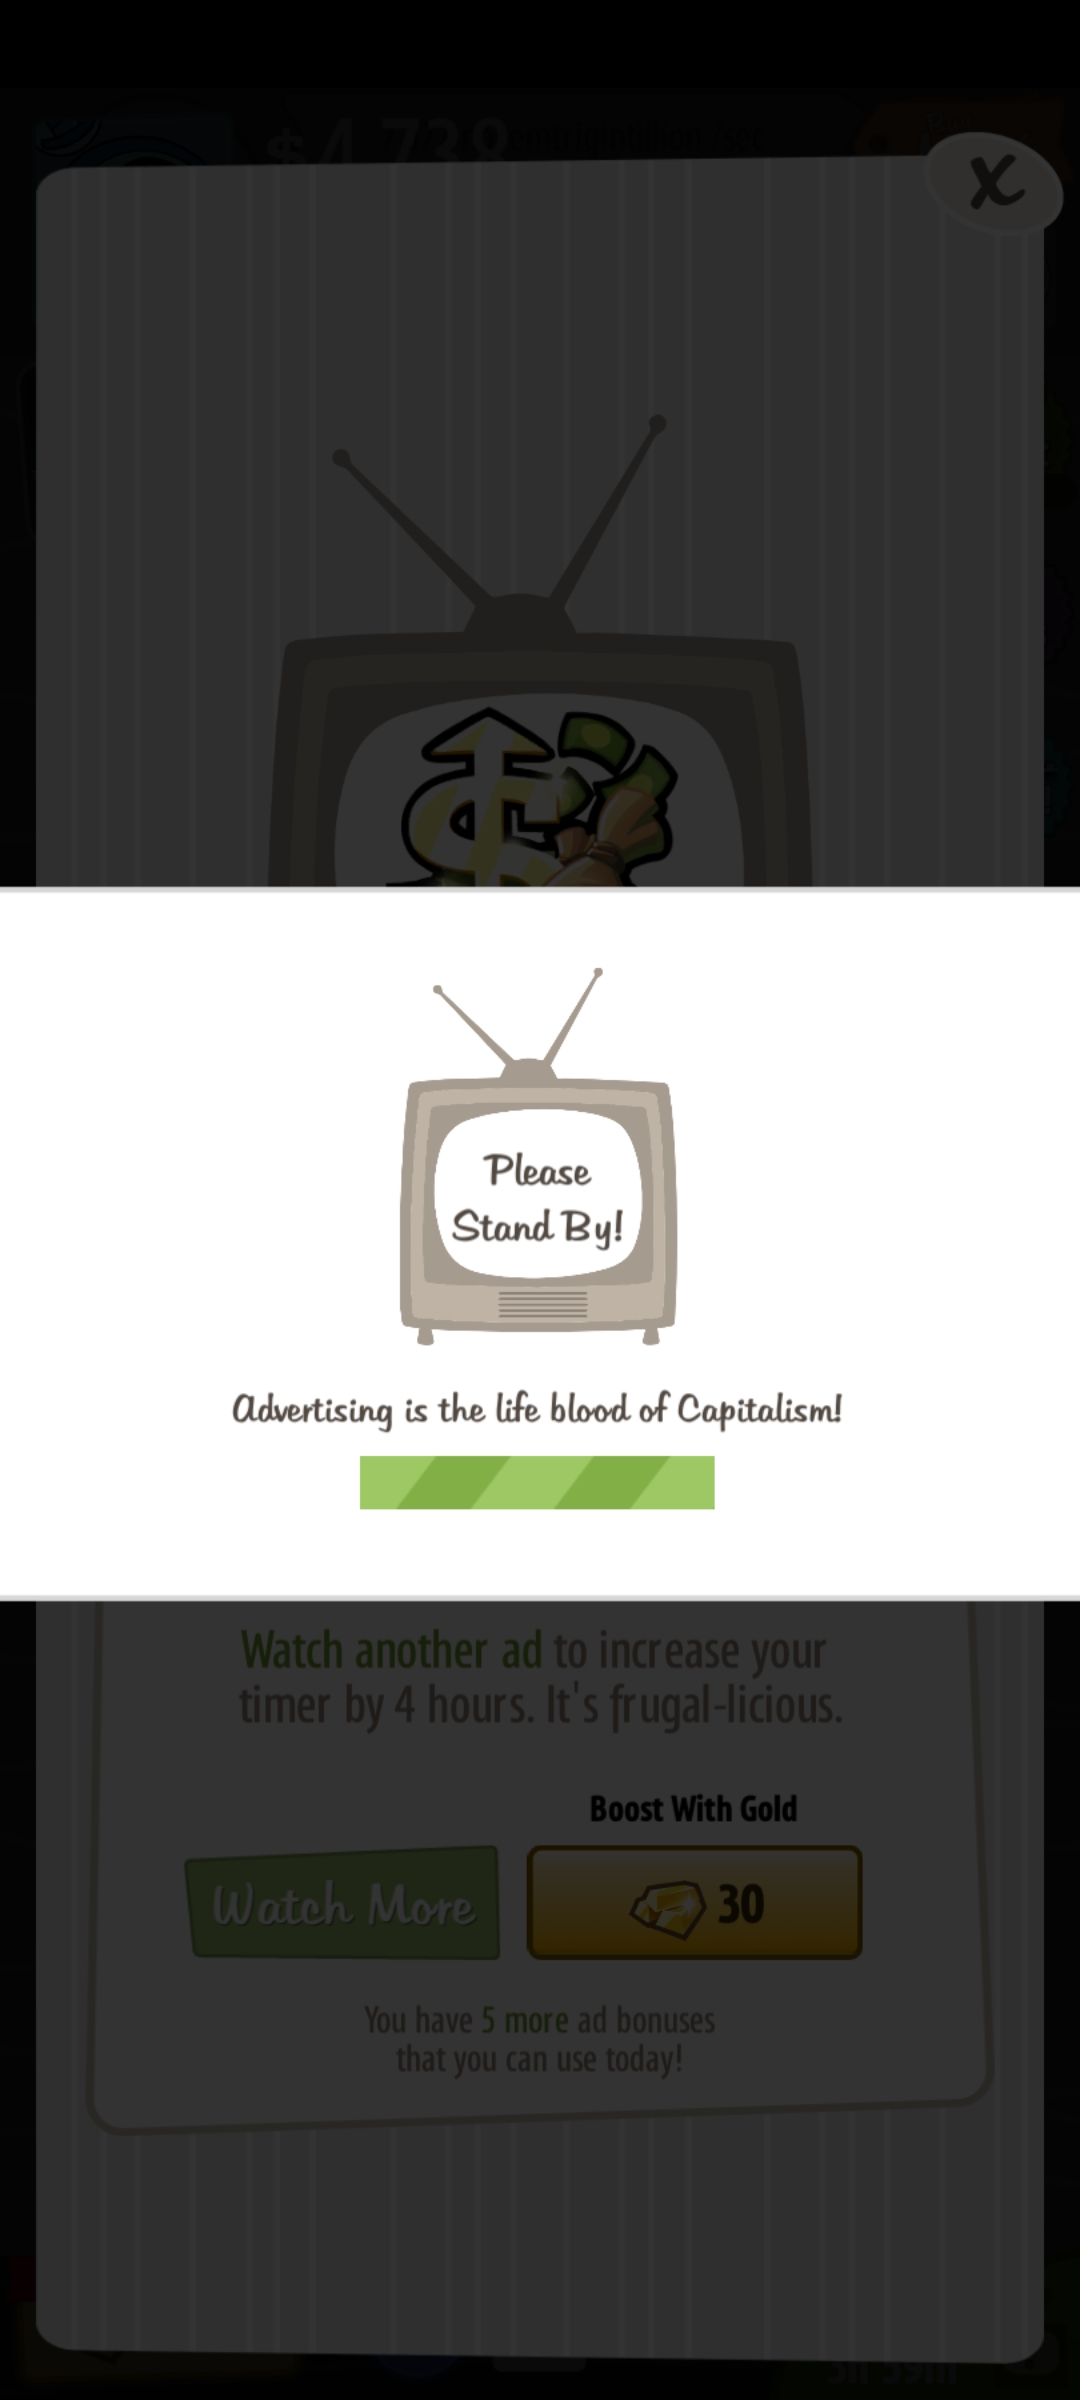 $4.738
x
Please
Stand By!
Advertising is the life blood of Capitalism!
Watch another ad to increase your
timer by 4 hours. It's frugal-licious.
Boost With Gold
Watch More
30
You have 5 more ad bonuses
that you can use today!